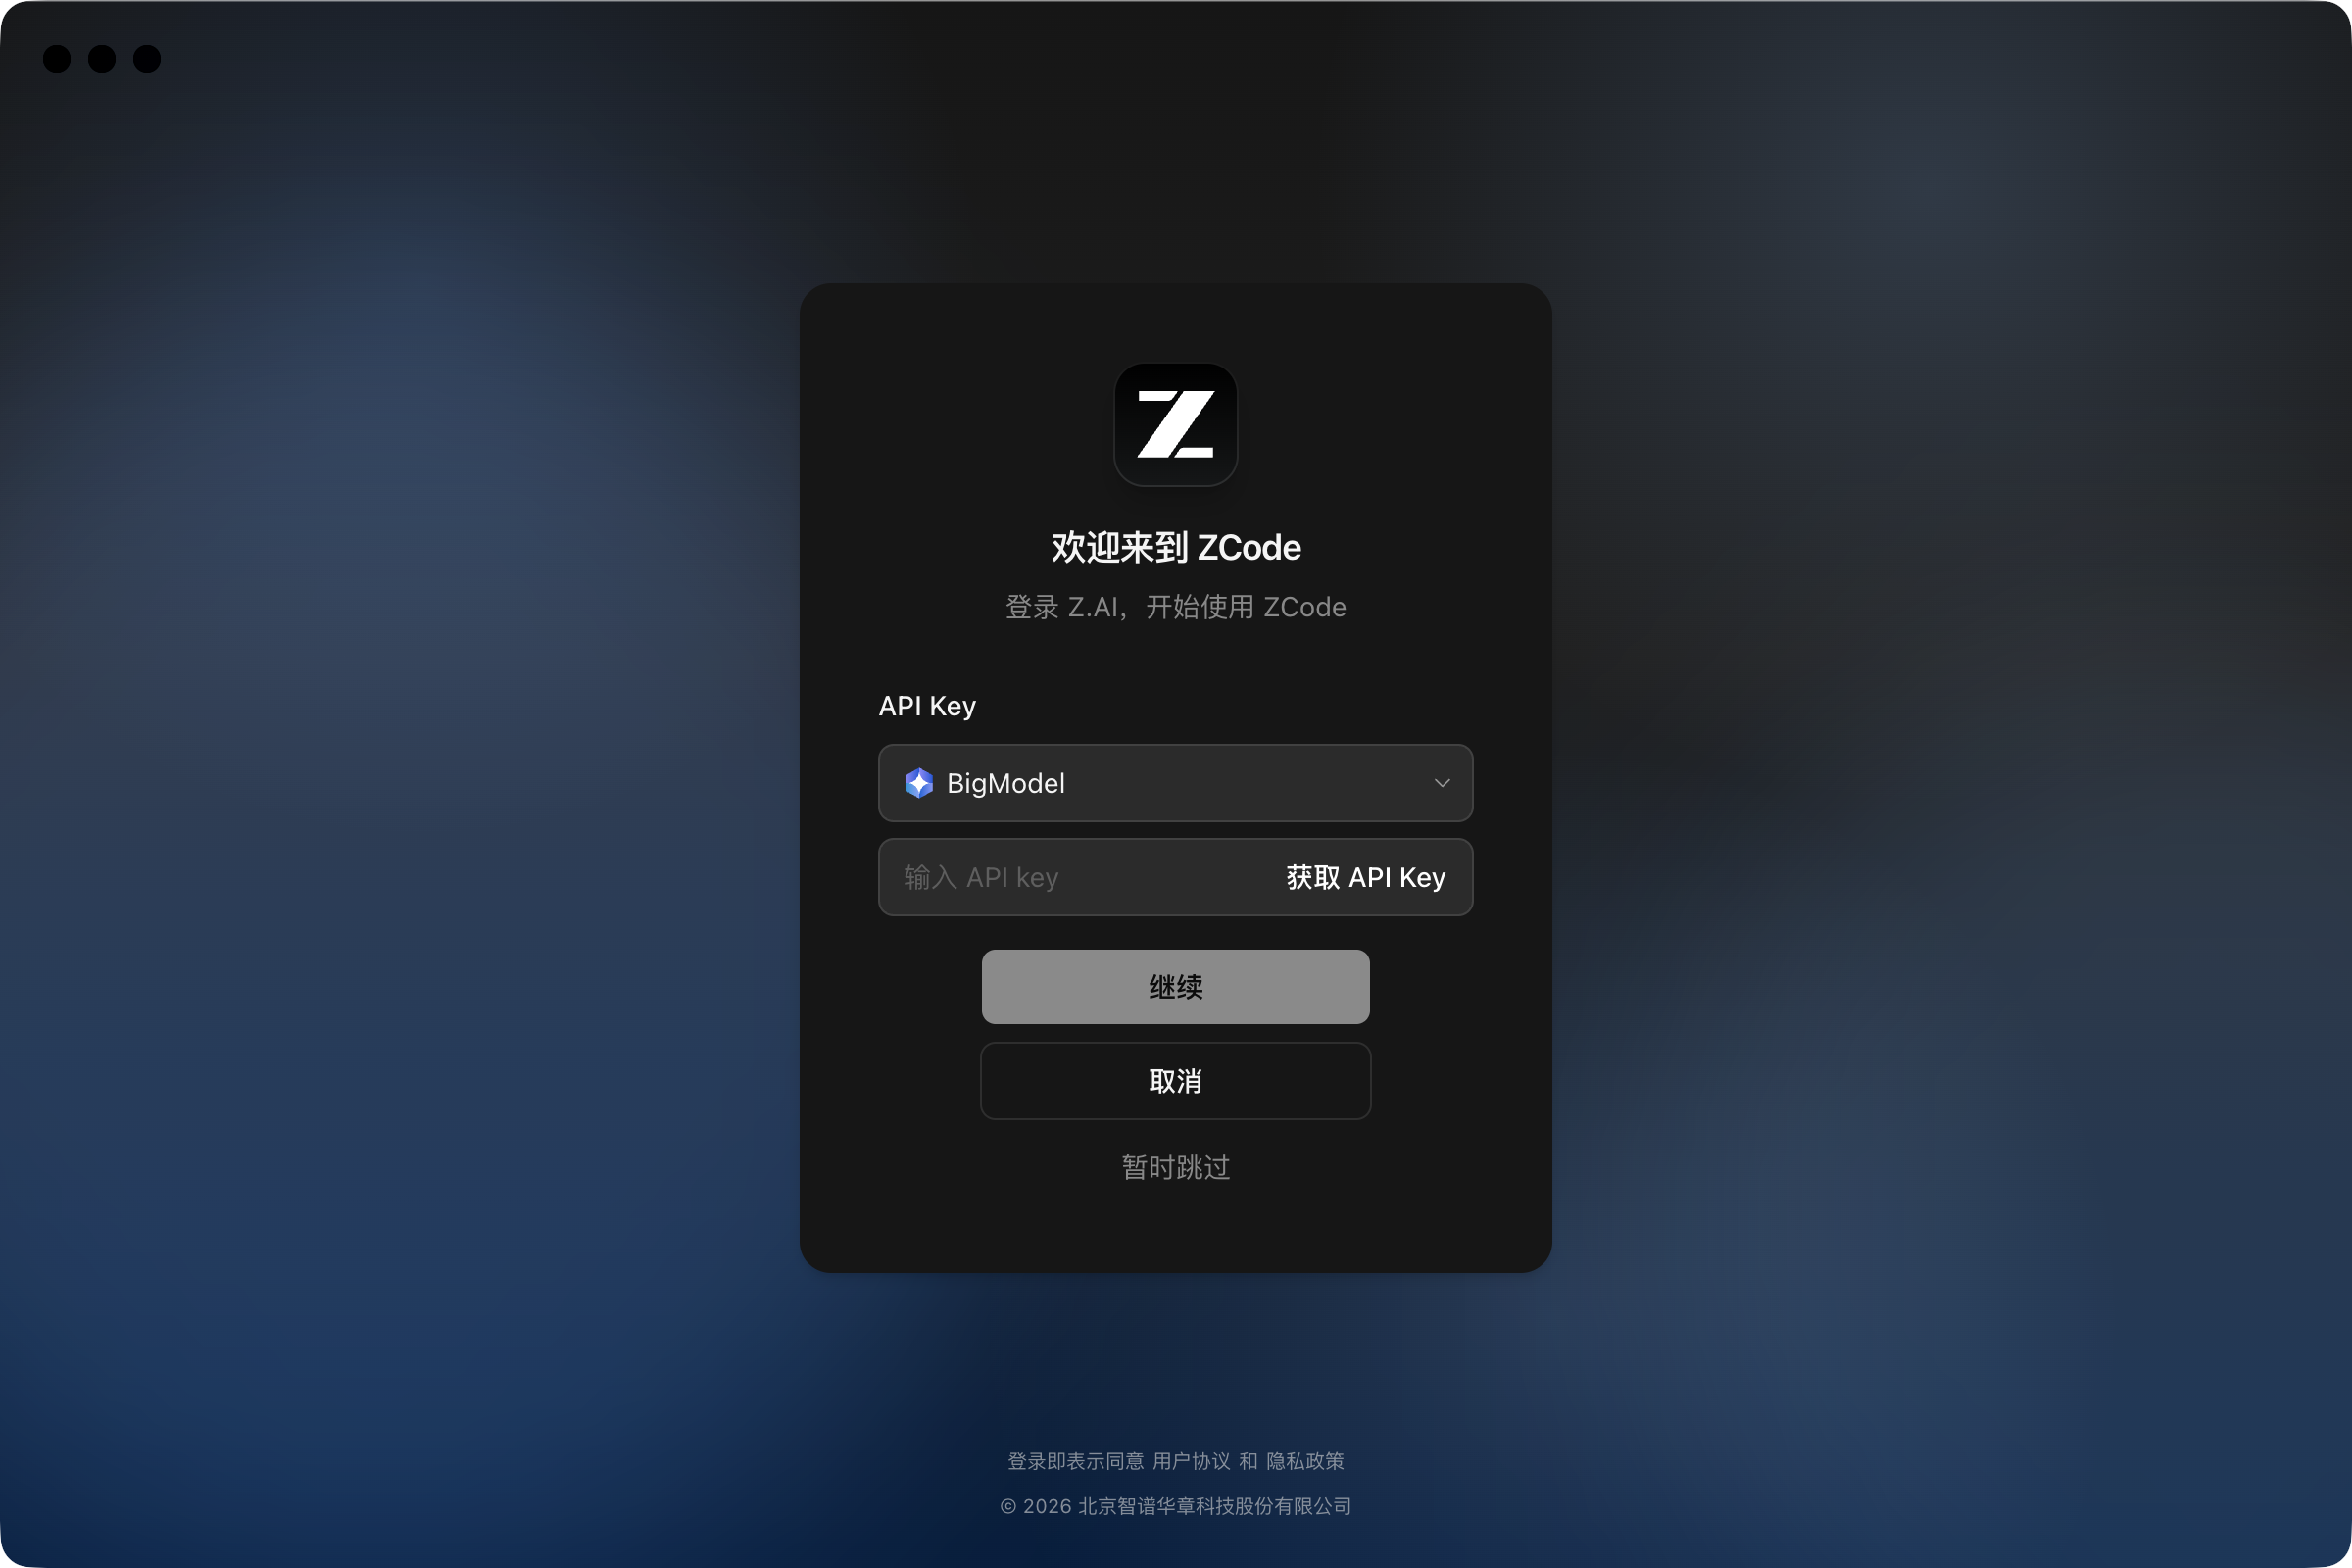 Z
欢迎来到 ZCode
登录 Z.AI，开始使用 ZCode
API Key
BigModel
输入 API key 获取 API Key
继续
取消
暂时跳过
登录即表示同意 用户协议 和 隐私政策
© 2026 北京智谱华章科技股份有限公司